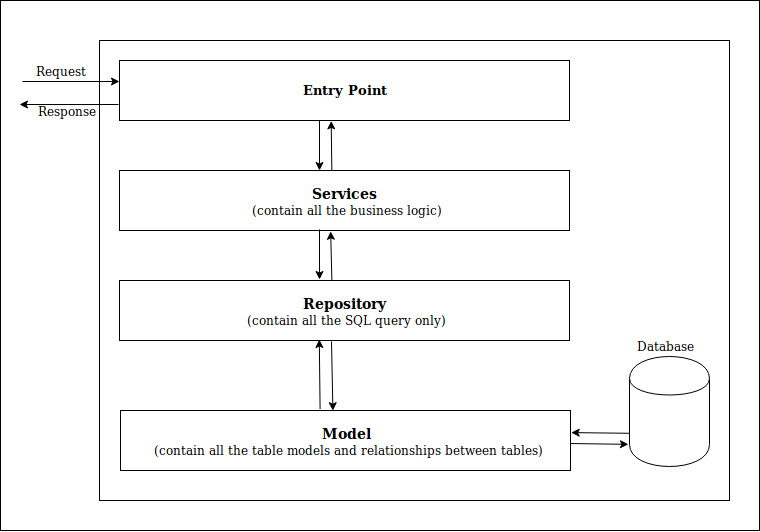 Request
Entry Point
Response
Services
(contain all the business logic)
Repository
(contain all the SQL query only)
Database
Model
(contain all the table models and relationships between tables)